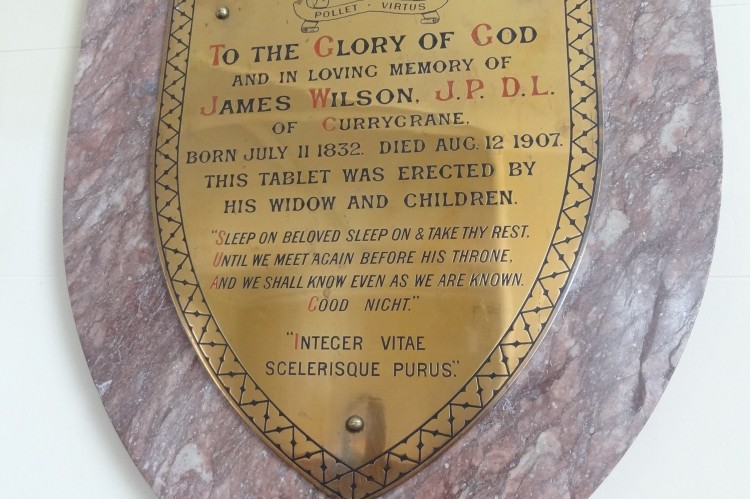 POLLET · VIRTUS
TO THE GLORY OF GOD
AND IN LOVING MEMORY OF
JAMES WILSON, J.P. D.L.
OF CURRYGRANE,
BORN JULY 11 1832. DIED AUG. 12 1907.
THIS TABLET WAS ERECTED BY
HIS WIDOW AND CHILDREN.
"SLEEP ON BELOVED SLEEP ON & TAKE THY REST.
UNTIL WE MEET AGAIN BEFORE HIS THRONE,
AND WE SHALL KNOW EVEN AS WE ARE KNOWN.
GOOD NIGHT."
"INTEGER VITAE
SCELERISQUE PURUS."